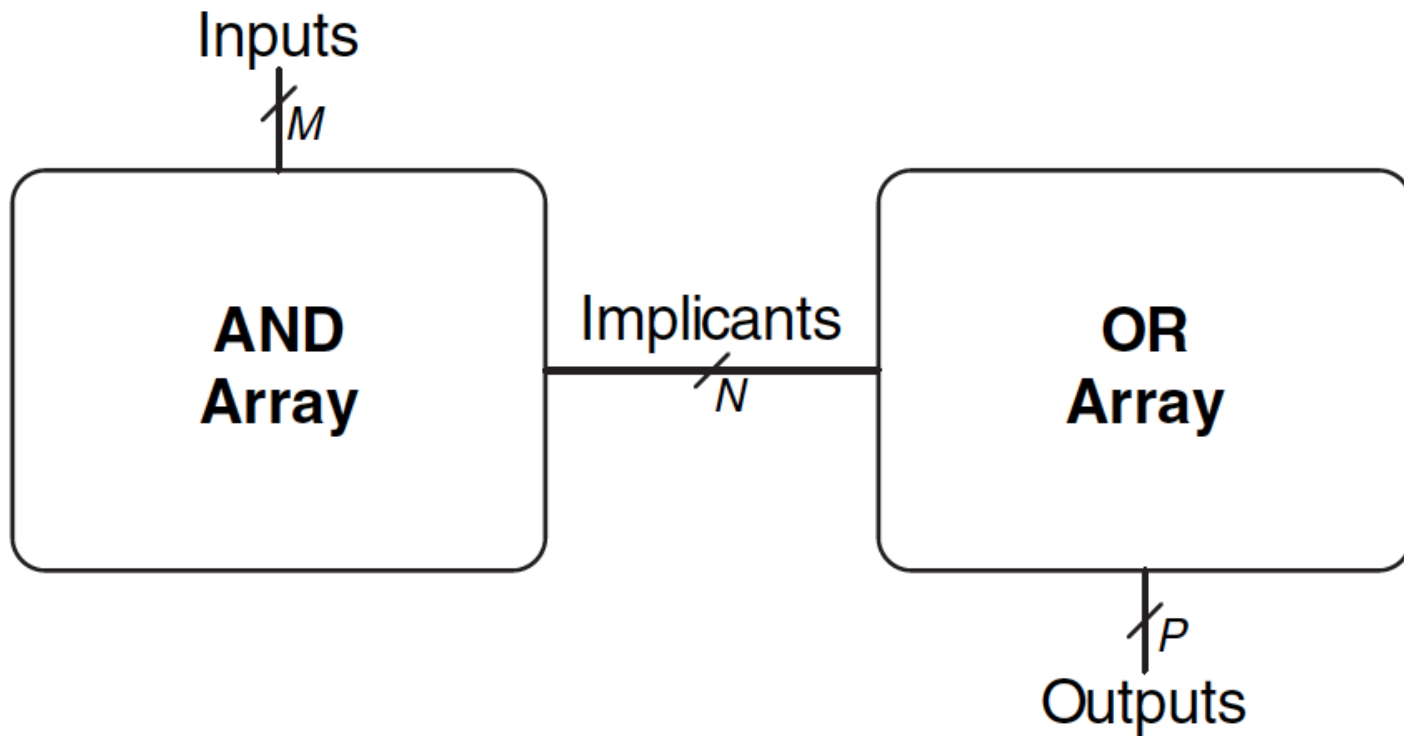 Inputs
M
AND
Array
Implicants
N
OR
Array
P
Outputs